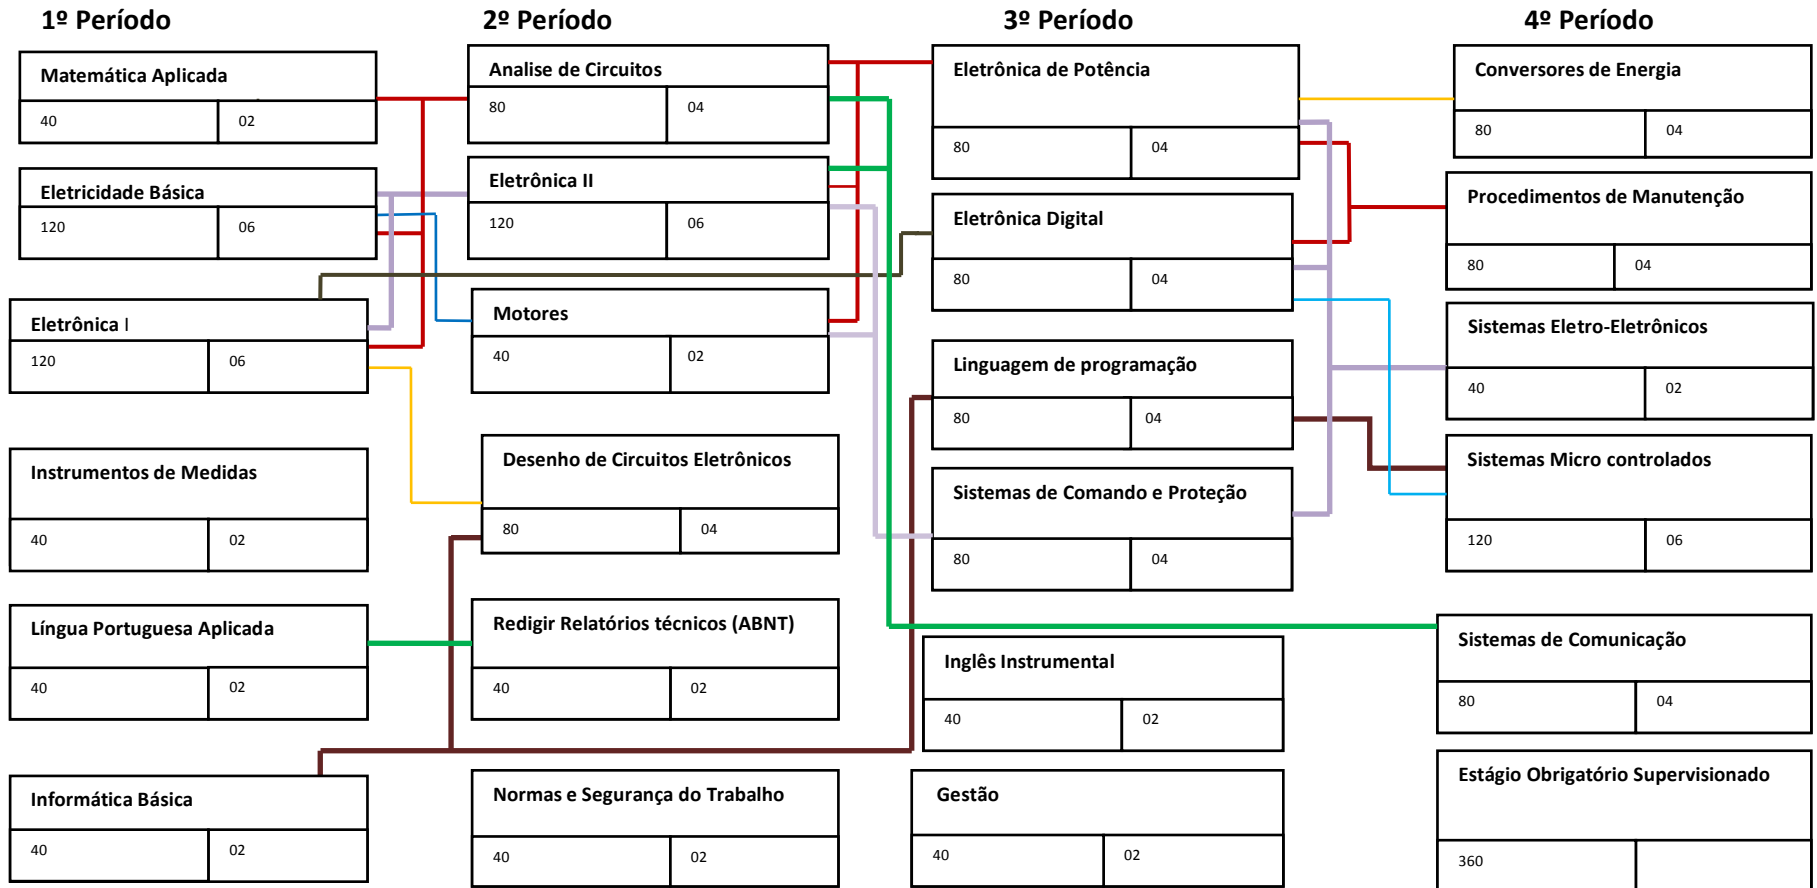 1º Período
2º Período
3º Período
4º Período
Matemática Aplicada
40
02
Eletricidade Básica
120
06
Eletrônica I
120
06
Instrumentos de Medidas
40
02
Língua Portuguesa Aplicada
40
02
Informática Básica
40
02
Analise de Circuitos
80
04
Eletrônica II
120
06
Motores
40
02
Desenho de Circuitos Eletrônicos
80
04
Redigir Relatórios técnicos (ABNT)
40
02
Normas e Segurança do Trabalho
40
02
Eletrônica de Potência
80
04
Eletrônica Digital
80
04
Linguagem de programação
80
04
Sistemas de Comando e Proteção
80
04
Inglês Instrumental
40
02
Gestão
40
02
Conversores de Energia
80
04
Procedimentos de Manutenção
80
04
Sistemas Eletro-Eletrônicos
40
02
Sistemas Micro controlados
120
06
Sistemas de Comunicação
80
04
Estágio Obrigatório Supervisionado
360